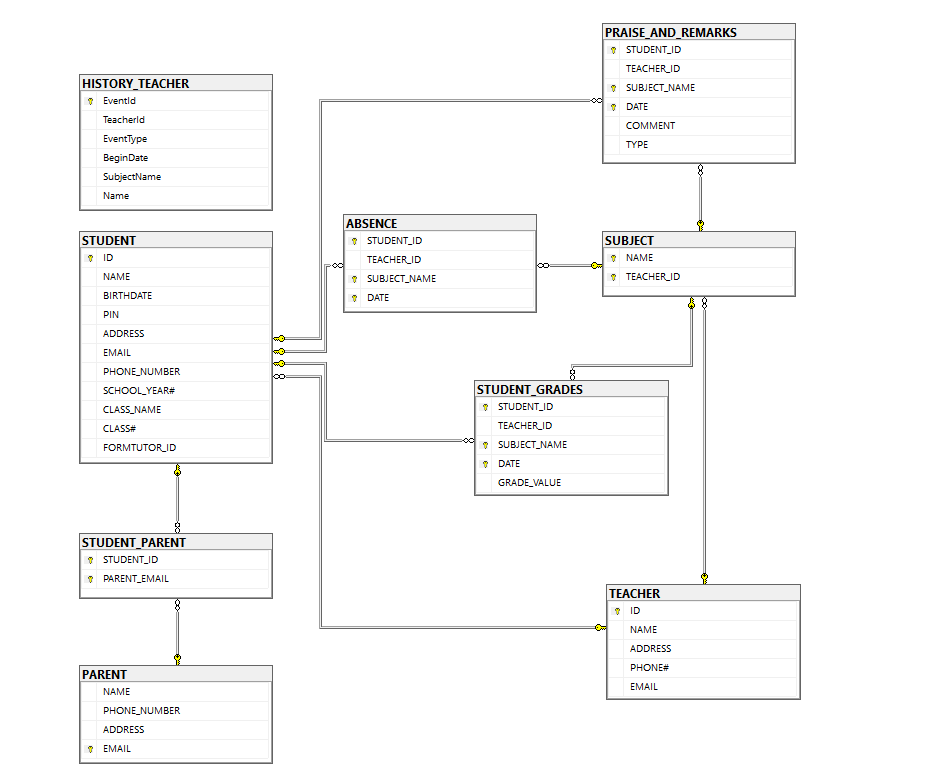 HISTORY_TEACHER
EventId
TeacherId
EventType
BeginDate
SubjectName
Name
STUDENT
ID
NAME
BIRTHDATE
PIN
ADDRESS
EMAIL
PHONE_NUMBER
SCHOOL_YEAR#
CLASS_NAME
CLASS#
FORMTUTOR_ID
STUDENT_PARENT
STUDENT_ID
PARENT_EMAIL
PARENT
NAME
PHONE_NUMBER
ADDRESS
EMAIL
ABSENCE
STUDENT_ID
TEACHER_ID
SUBJECT_NAME
DATE
STUDENT_GRADES
STUDENT_ID
TEACHER_ID
SUBJECT_NAME
DATE
GRADE_VALUE
PRAISE_AND_REMARKS
STUDENT_ID
TEACHER_ID
SUBJECT_NAME
DATE
COMMENT
TYPE
SUBJECT
NAME
TEACHER_ID
TEACHER
ID
NAME
ADDRESS
PHONE#
EMAIL